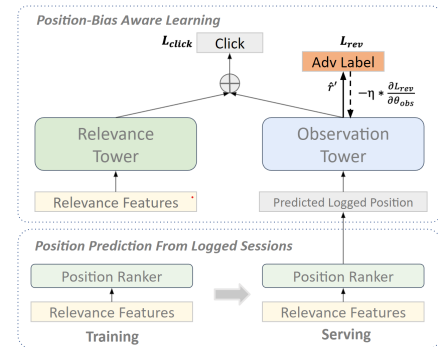 Position-Bias Aware Learning
L_click
Click
L_rev
Adv Label
r̂′
−η * ∂L_rev / ∂θ_obs
Relevance
Tower
Observation
Tower
Relevance Features
Predicted Logged Position
Position Prediction From Logged Sessions
Position Ranker
Position Ranker
Relevance Features
Relevance Features
Training
Serving